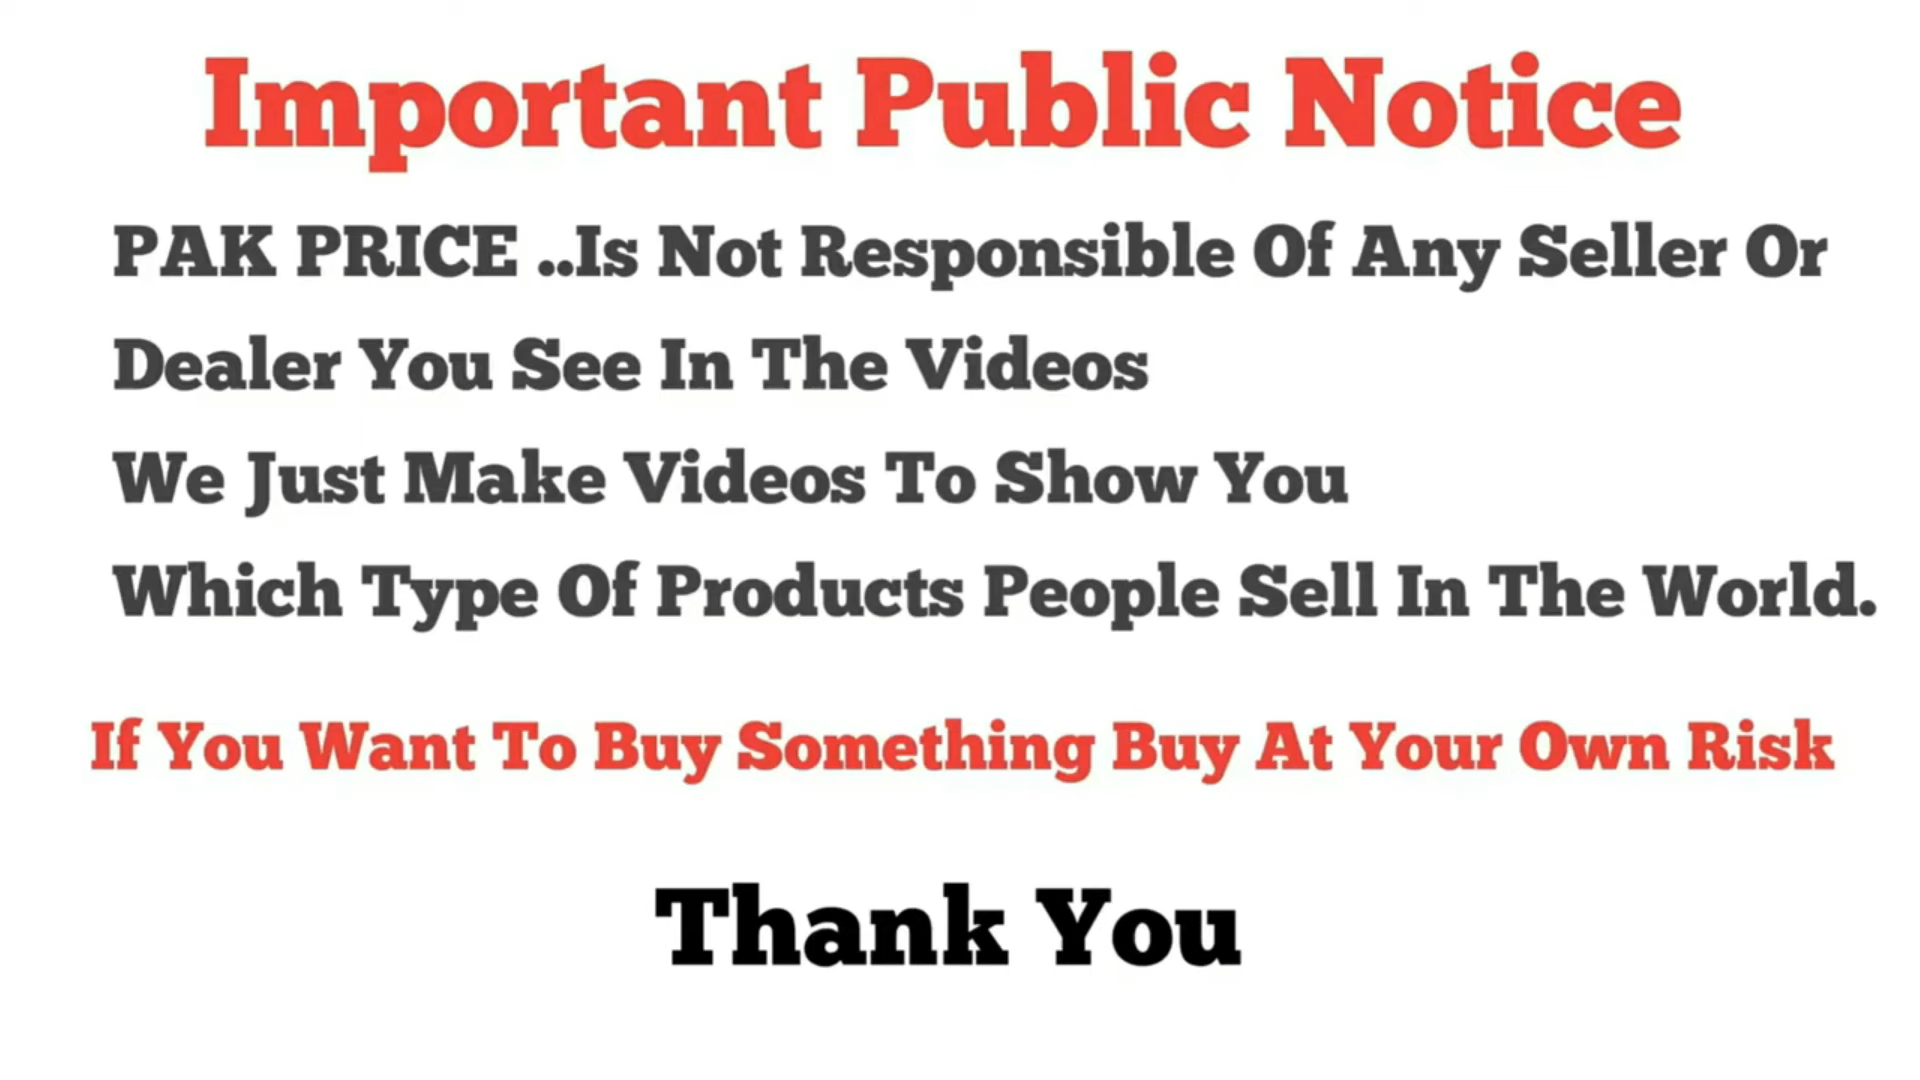 Important Public Notice
PAK PRICE ..Is Not Responsible Of Any Seller Or
Dealer You See In The Videos
We Just Make Videos To Show You
Which Type Of Products People Sell In The World.
If You Want To Buy Something Buy At Your Own Risk
Thank You